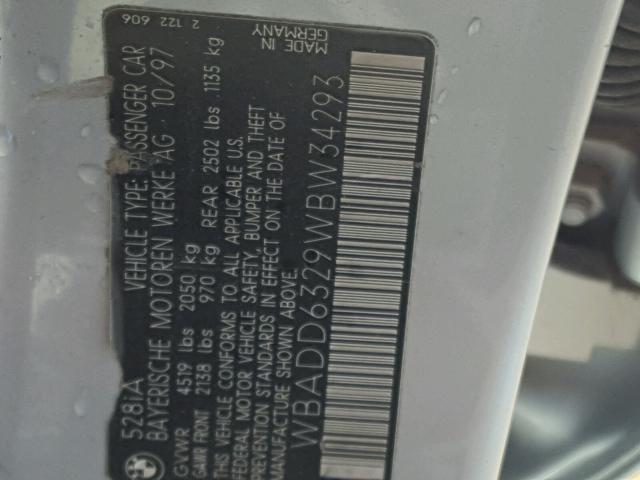 528iA VEHICLE TYPE: PASSENGER CAR
BAYERISCHE MOTOREN WERKE AG 10/97
GVWR 4519 lbs 2050 kg
GAWR FRONT 2138 lbs 970 kg REAR 2502 lbs 1135 kg
THIS VEHICLE CONFORMS TO ALL APPLICABLE U.S.
FEDERAL MOTOR VEHICLE SAFETY, BUMPER AND THEFT
PREVENTION STANDARDS IN EFFECT ON THE DATE OF
MANUFACTURE SHOWN ABOVE.
WBADD6329WBW34293
2 122 606
MADE IN
GERMANY